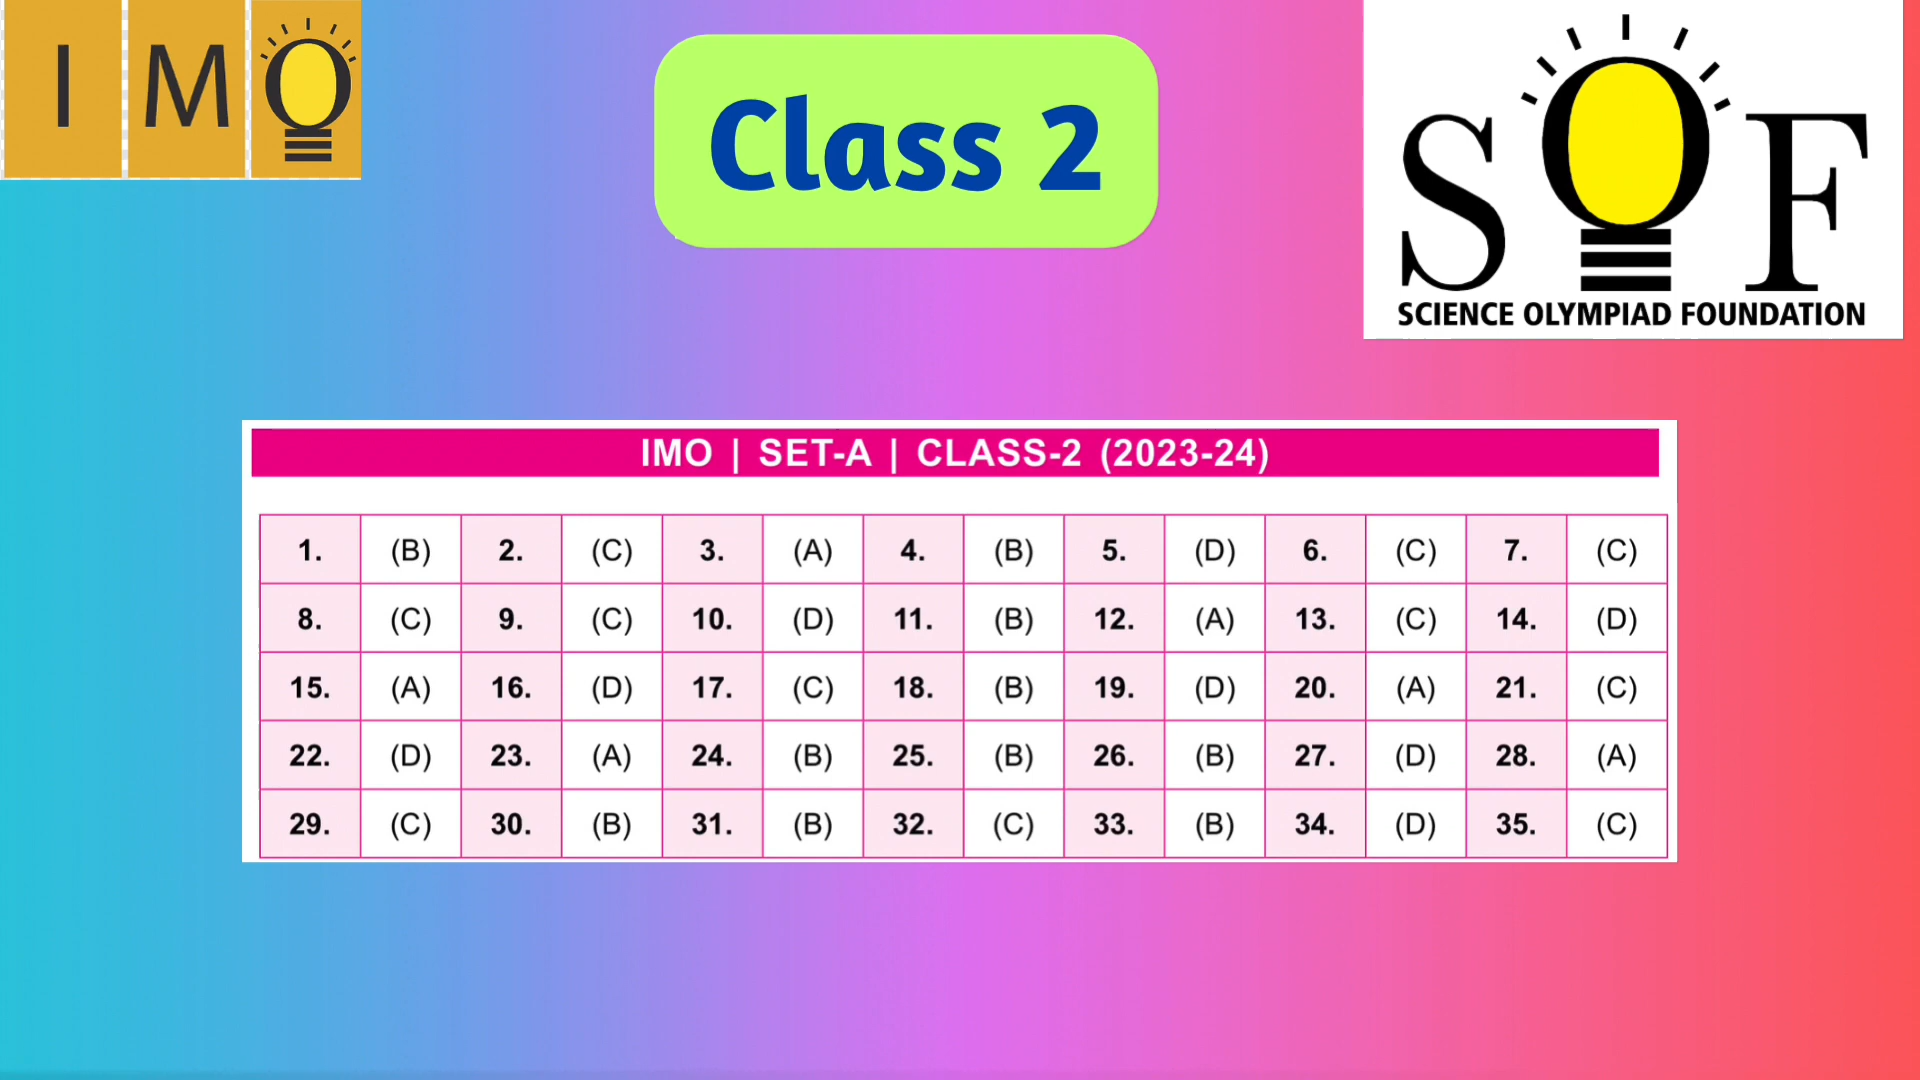 IMO
Class 2
SOF
SCIENCE OLYMPIAD FOUNDATION
IMO | SET-A | CLASS-2 (2023-24)
1. (B) 2. (C) 3. (A) 4. (B) 5. (D) 6. (C) 7. (C)
8. (C) 9. (C) 10. (D) 11. (B) 12. (A) 13. (C) 14. (D)
15. (A) 16. (D) 17. (C) 18. (B) 19. (D) 20. (A) 21. (C)
22. (D) 23. (A) 24. (B) 25. (B) 26. (B) 27. (D) 28. (A)
29. (C) 30. (B) 31. (B) 32. (C) 33. (B) 34. (D) 35. (C)